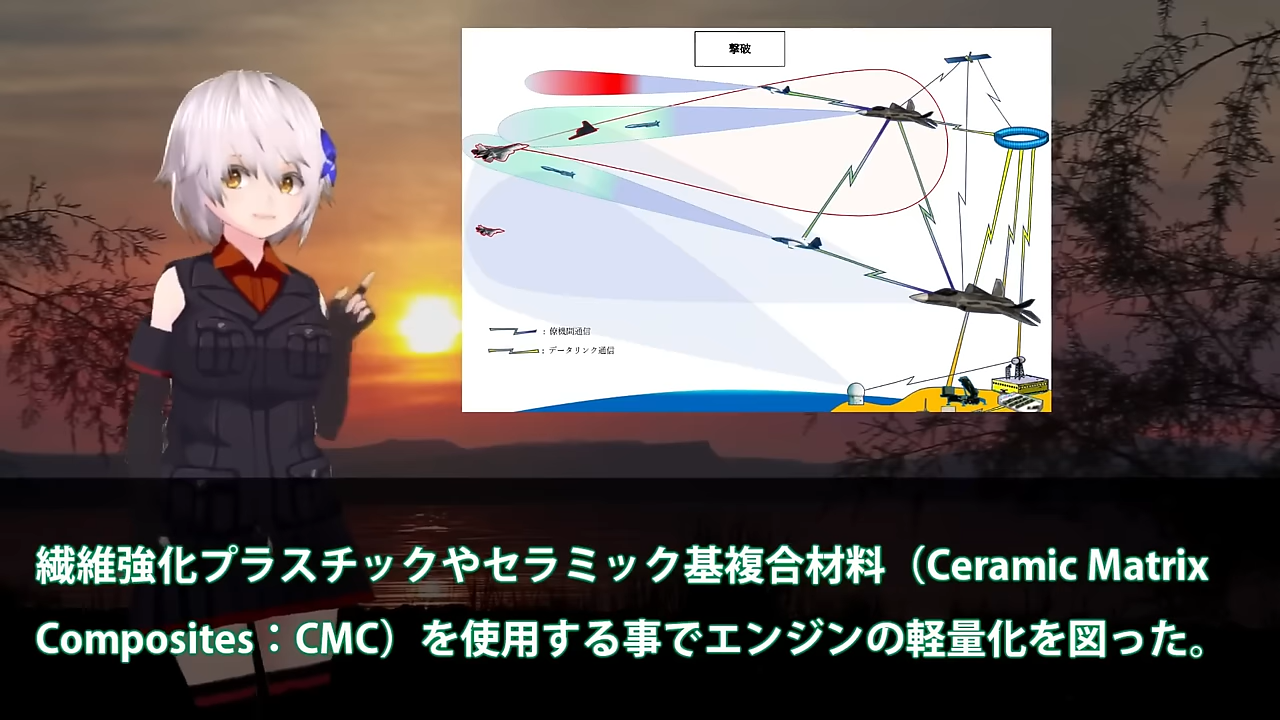 撃破
：僚機間通信
：データリンク通信
繊維強化プラスチックやセラミック基複合材料（Ceramic Matrix
Composites：CMC）を使用する事でエンジンの軽量化を図った。